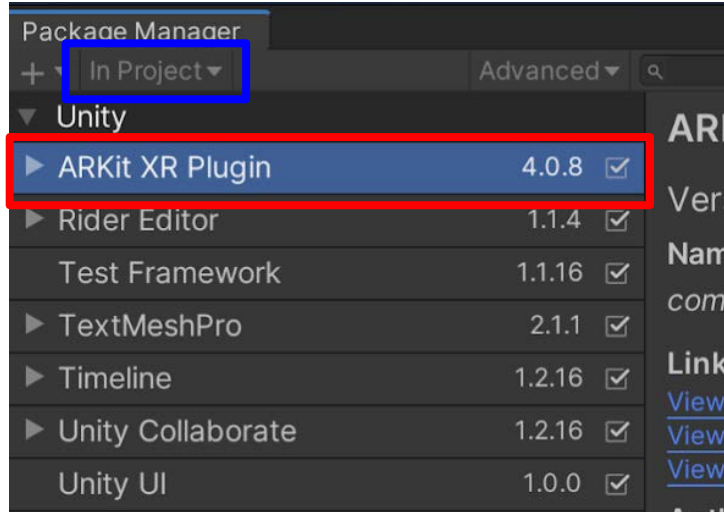 Package Manager
In Project
Advanced
Unity
ARKit XR Plugin 4.0.8
Rider Editor 1.1.4
Test Framework 1.1.16
TextMeshPro 2.1.1
Timeline 1.2.16
Unity Collaborate 1.2.16
Unity UI 1.0.0
Ver
Nam
com
Link
View
View
View